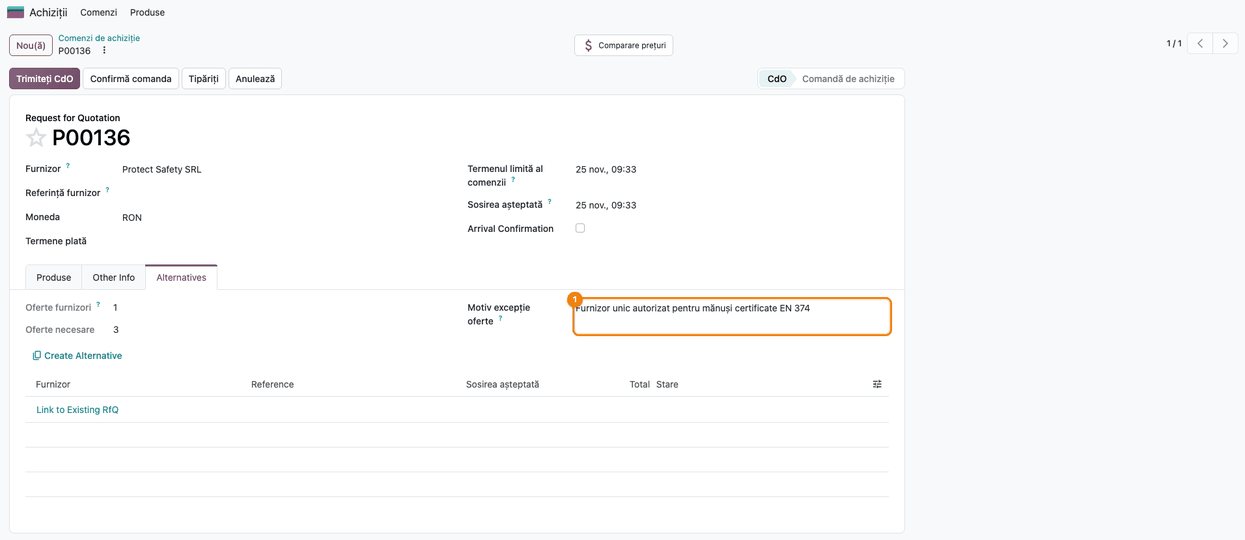 Achiziții Comenzi Produse
Nou(ă) Comenzi de achiziție
P00136
Comparare prețuri
1 / 1
Trimiteți CdO Confirmă comanda Tipăriți Anulează CdO Comandă de achiziție
Request for Quotation
P00136
Furnizor ? Protect Safety SRL
Referință furnizor ?
Moneda RON
Termene plată
Termenul limită al comenzii ? 25 nov., 09:33
Sosirea așteptată ? 25 nov., 09:33
Arrival Confirmation
Produse Other Info Alternatives
Oferte furnizori ? 1
Oferte necesare 3
Motiv excepție oferte ? 1 Furnizor unic autorizat pentru mănuși certificate EN 374
Create Alternative
Furnizor Reference Sosirea așteptată Total Stare
Link to Existing RfQ